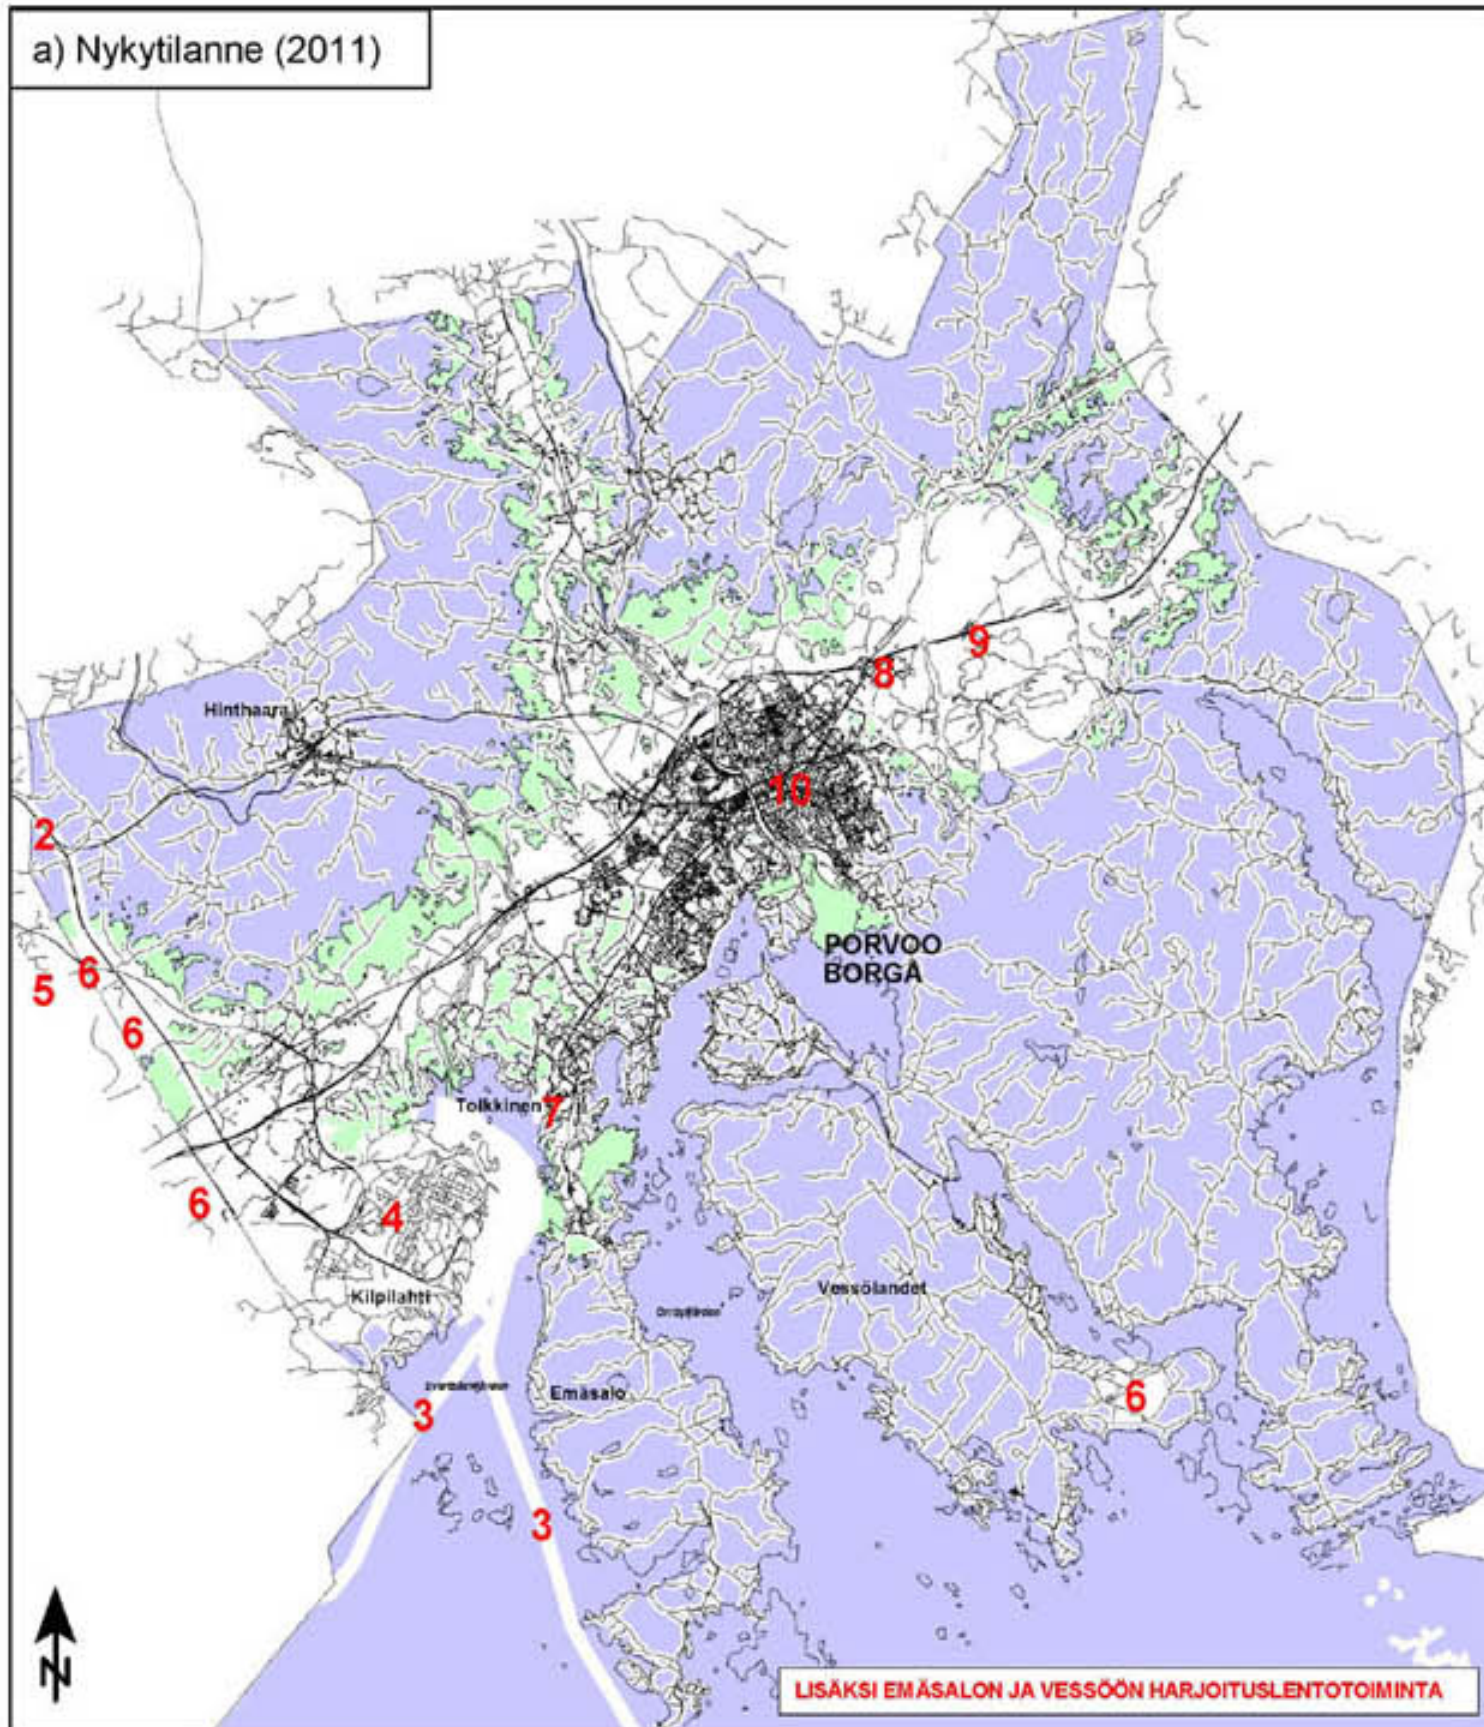 a) Nykytilanne (2011)
9
8
Hinthaara
10
2
PORVOO
BORGÅ
6
5
6
Tolkkinen
7
6
4
Vessölandet
Kilpilahti
Emäsalo
6
3
3
N
LISÄKSI EMÄSALON JA VESSÖÖN HARJOITUSLENTOTOIMINTA